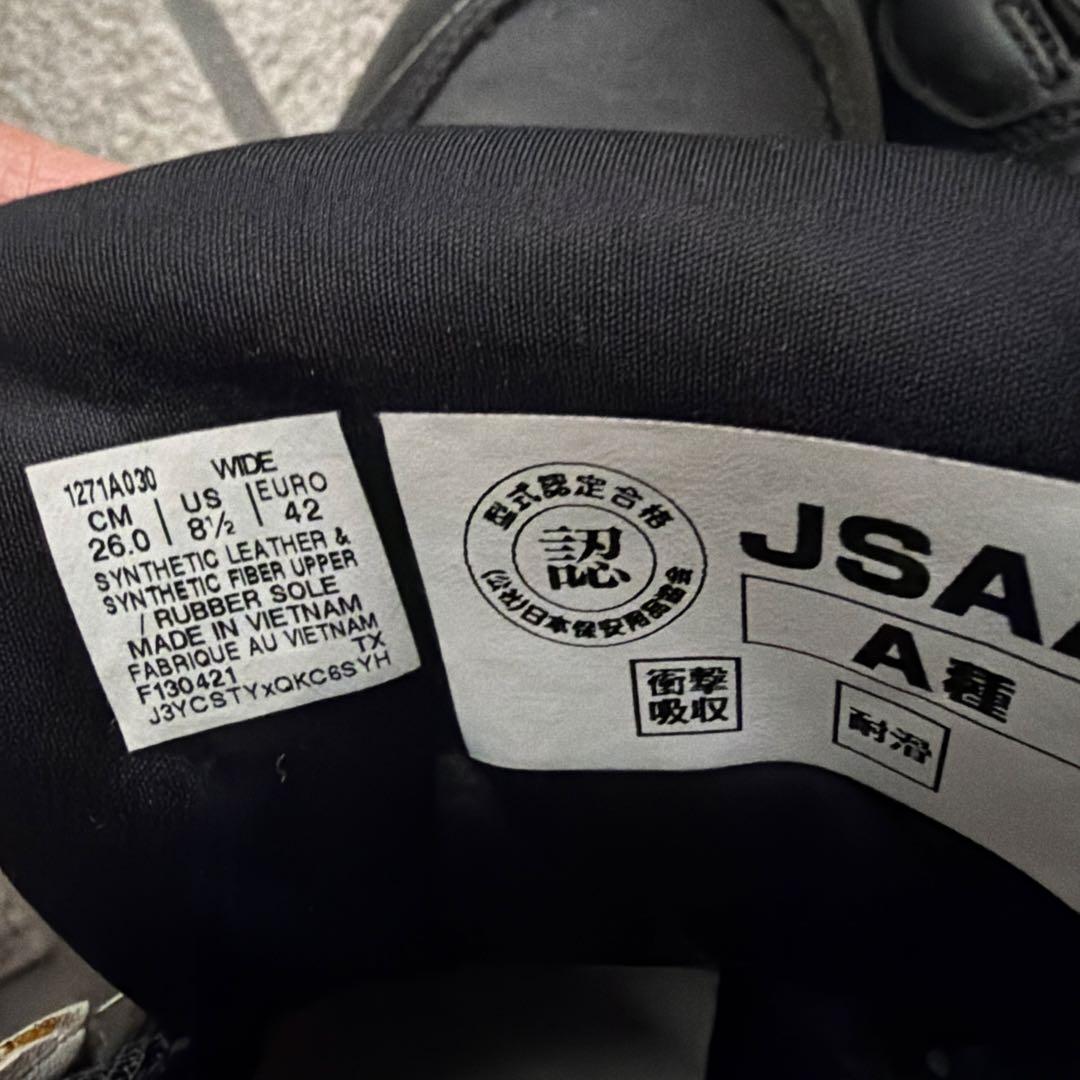 1271A030 WIDE
CM | US | EURO
26.0 | 8½ | 42
SYNTHETIC LEATHER &
SYNTHETIC FIBER UPPER
/ RUBBER SOLE
MADE IN VIETNAM
FABRIQUE AU VIETNAM
F130421 TX
J3YCSTYxQKC6SYH
型式認定合格
認
(公社)日本保安用品協会
JSAA
A種
衝撃
吸収
耐滑